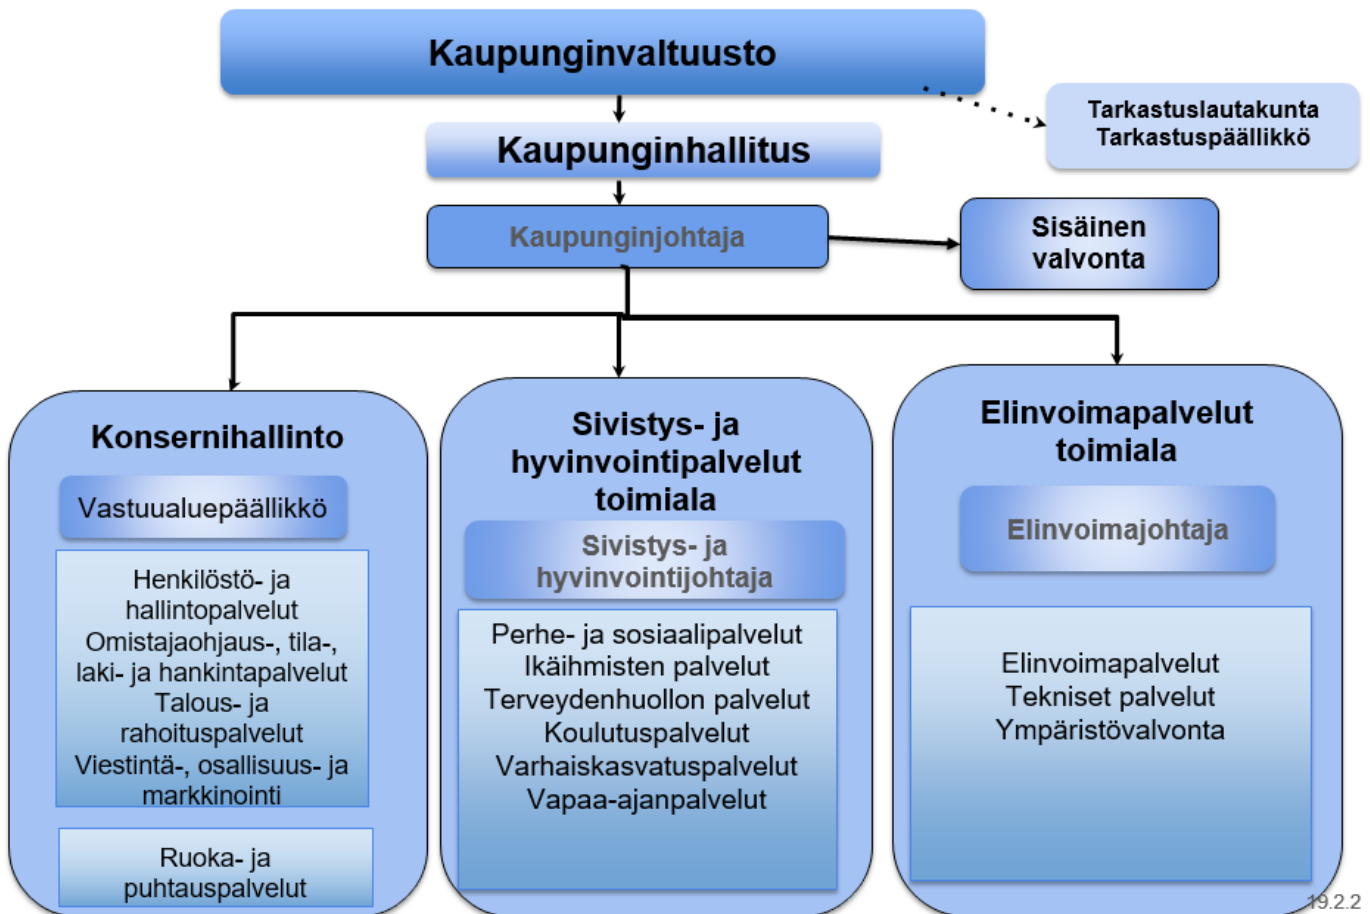 Kaupunginvaltuusto
Tarkastuslautakunta
Tarkastuspäällikkö
Kaupunginhallitus
Kaupunginjohtaja
Sisäinen
valvonta
Konsernihallinto
Vastuualuepäällikkö
Henkilöstö- ja
hallintopalvelut
Omistajaohjaus-, tila-,
laki- ja hankintapalvelut
Talous- ja
rahoituspalvelut
Viestintä-, osallisuus- ja
markkinointi
Ruoka- ja
puhtauspalvelut
Sivistys- ja
hyvinvointipalvelut
toimiala
Sivistys- ja
hyvinvointijohtaja
Perhe- ja sosiaalipalvelut
Ikäihmisten palvelut
Terveydenhuollon palvelut
Koulutuspalvelut
Varhaiskasvatuspalvelut
Vapaa-ajanpalvelut
Elinvoimapalvelut
toimiala
Elinvoimajohtaja
Elinvoimapalvelut
Tekniset palvelut
Ympäristövalvonta
19.2.2